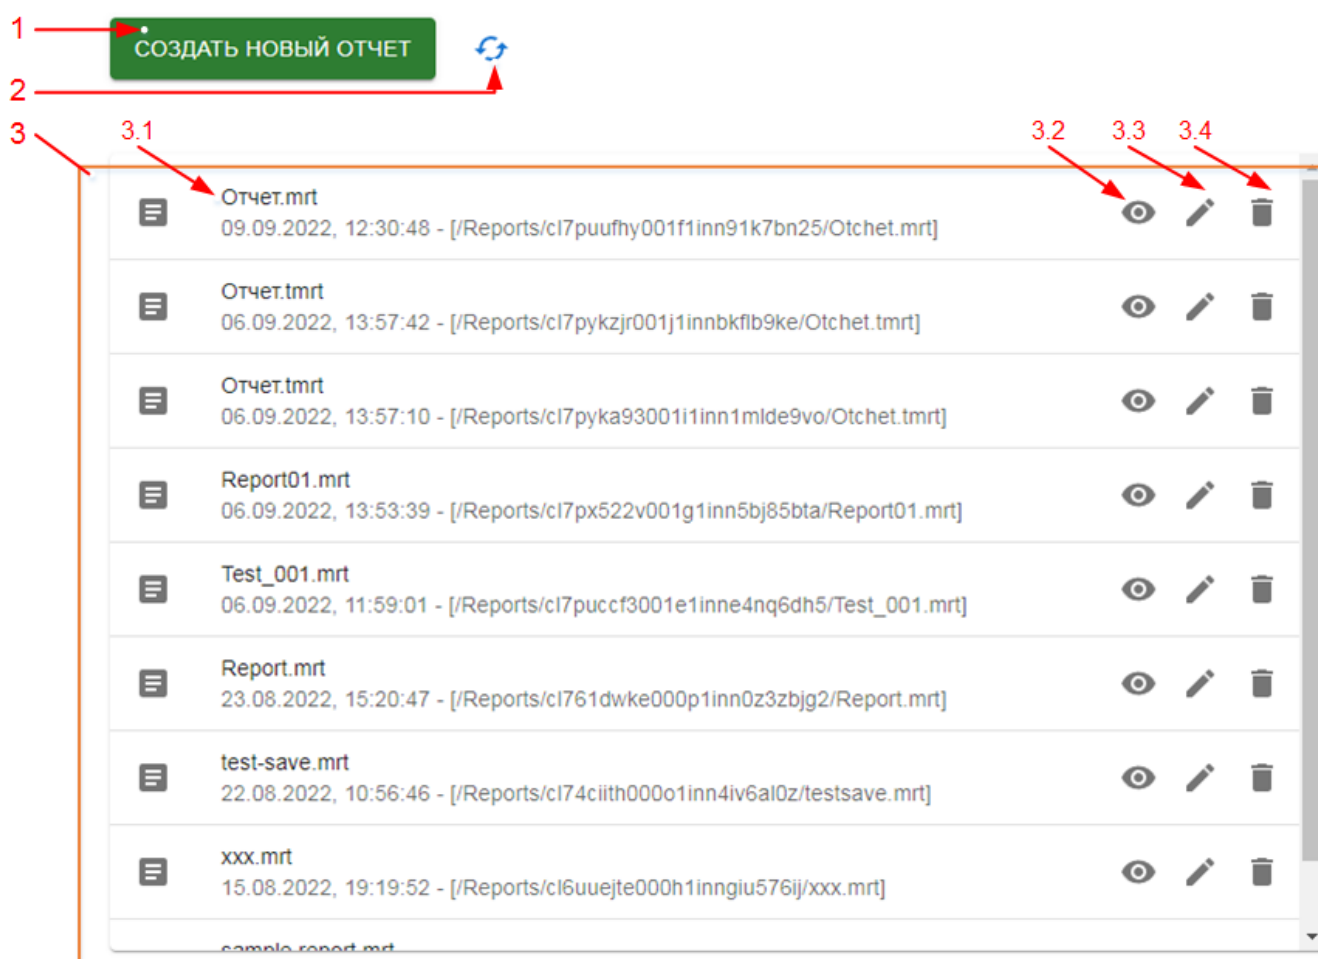 1
СОЗДАТЬ НОВЫЙ ОТЧЕТ
2
3
3.1
3.2
3.3
3.4
Отчет.mrt
09.09.2022, 12:30:48 - [/Reports/cl7puufhy001f1inn91k7bn25/Otchet.mrt]
Отчет.tmrt
06.09.2022, 13:57:42 - [/Reports/cl7pykzjr001j1innbkflb9ke/Otchet.tmrt]
Отчет.tmrt
06.09.2022, 13:57:10 - [/Reports/cl7pyka93001i1inn1mlde9vo/Otchet.tmrt]
Report01.mrt
06.09.2022, 13:53:39 - [/Reports/cl7px522v001g1inn5bj85bta/Report01.mrt]
Test_001.mrt
06.09.2022, 11:59:01 - [/Reports/cl7puccf3001e1inne4nq6dh5/Test_001.mrt]
Report.mrt
23.08.2022, 15:20:47 - [/Reports/cl761dwke000p1inn0z3zbjg2/Report.mrt]
test-save.mrt
22.08.2022, 10:56:46 - [/Reports/cl74ciith000o1inn4iv6al0z/testsave.mrt]
xxx.mrt
15.08.2022, 19:19:52 - [/Reports/cl6uuejte000h1inngiu576ij/xxx.mrt]
sample-report.mrt